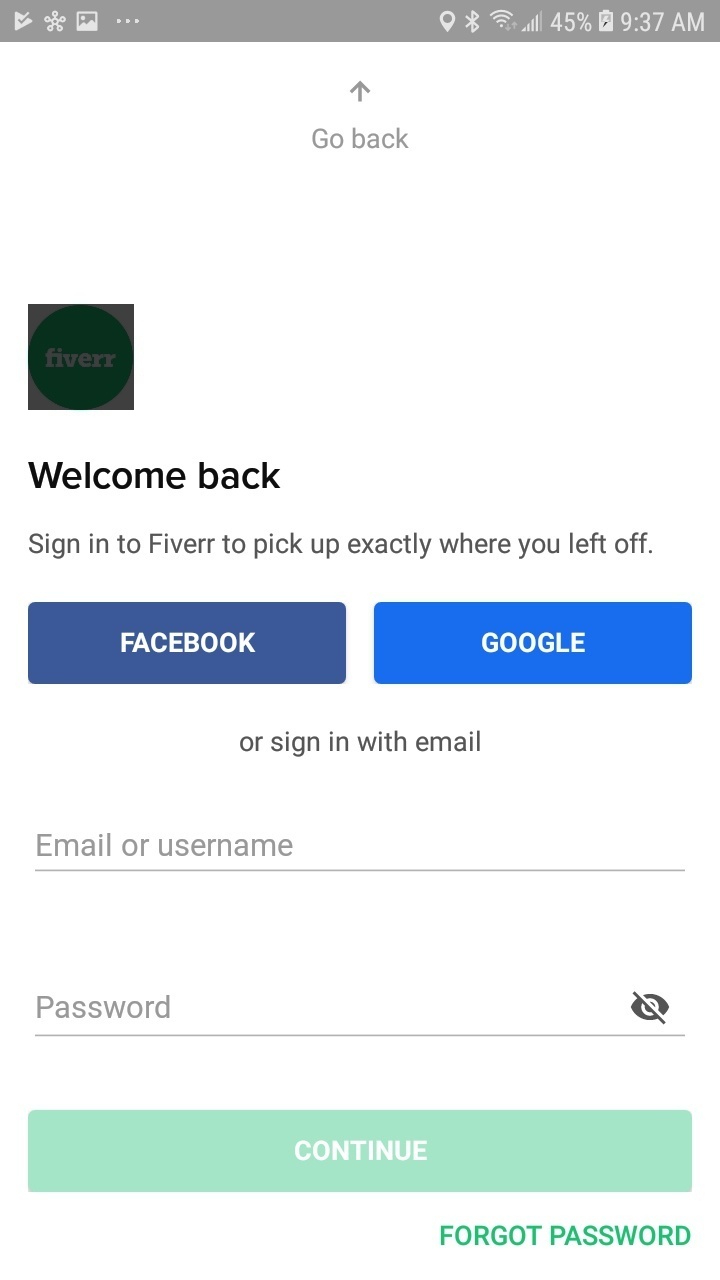 45% 9:37 AM
Go back
fiverr
Welcome back
Sign in to Fiverr to pick up exactly where you left off.
FACEBOOK GOOGLE
or sign in with email
Email or username
Password
CONTINUE
FORGOT PASSWORD